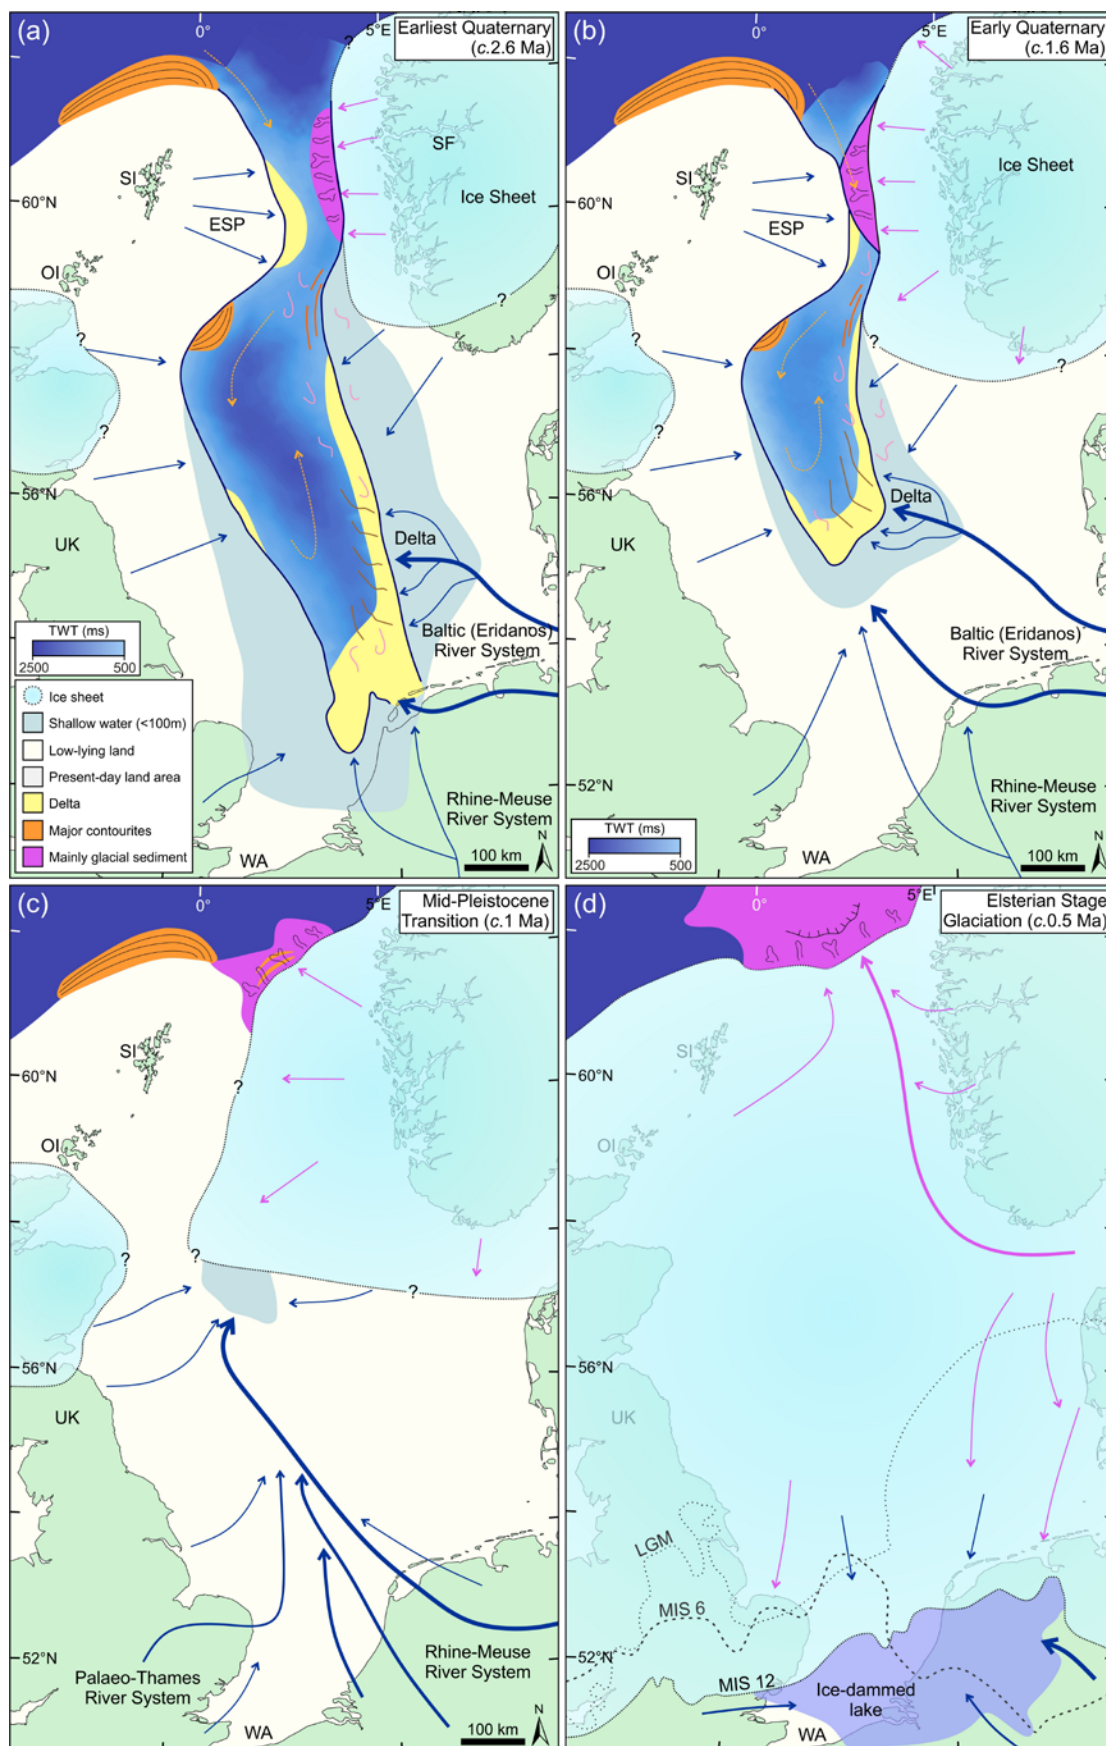 (a)
0°
5°E
Earliest Quaternary
(c.2.6 Ma)
?
SF
Ice Sheet
SI
60°N
ESP
OI
?
?
?
56°N
UK
Delta
Baltic (Eridanos)
River System
TWT (ms)
2500
500
Ice sheet
Shallow water (<100m)
Low-lying land
Present-day land area
Delta
Major contourites
Mainly glacial sediment
52°N
Rhine-Meuse
River System
WA
100 km
N
(b)
0°
5°E
Early Quaternary
(c.1.6 Ma)
?
Ice Sheet
SI
60°N
ESP
OI
?
?
?
?
56°N
UK
Delta
Baltic (Eridanos)
River System
52°N
Rhine-Meuse
River System
TWT (ms)
2500
500
WA
100 km
N
(c)
0°
5°E
Mid-Pleistocene
Transition (c.1 Ma)
SI
60°N
?
OI
?
?
?
56°N
UK
Palaeo-Thames
River System
52°N
Rhine-Meuse
River System
WA
100 km
N
(d)
0°
5°E
Elsterian Stage
Glaciation (c.0.5 Ma)
SI
60°N
OI
56°N
UK
LGM
MIS 6
52°N
MIS 12
Ice-dammed
lake
WA